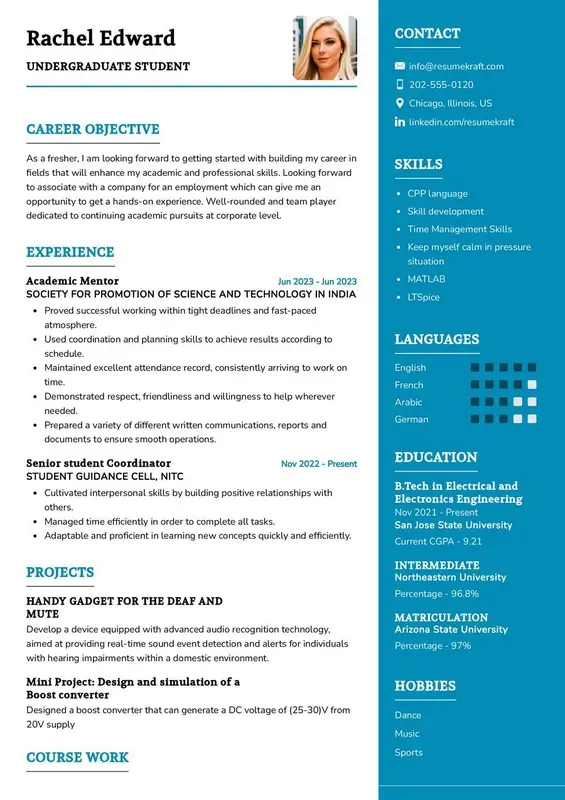 Rachel Edward
UNDERGRADUATE STUDENT
CAREER OBJECTIVE
As a fresher, I am looking forward to getting started with building my career in
fields that will enhance my academic and professional skills. Looking forward
to associate with a company for an employment which can give me an
opportunity to get a hands-on experience. Well-rounded and team player
dedicated to continuing academic pursuits at corporate level.
EXPERIENCE
Academic Mentor Jun 2023 - Jun 2023
SOCIETY FOR PROMOTION OF SCIENCE AND TECHNOLOGY IN INDIA
• Proved successful working within tight deadlines and fast-paced
atmosphere.
• Used coordination and planning skills to achieve results according to
schedule.
• Maintained excellent attendance record, consistently arriving to work on
time.
• Demonstrated respect, friendliness and willingness to help wherever
needed.
• Prepared a variety of different written communications, reports and
documents to ensure smooth operations.
Senior student Coordinator Nov 2022 - Present
STUDENT GUIDANCE CELL, NITC
• Cultivated interpersonal skills by building positive relationships with
others.
• Managed time efficiently in order to complete all tasks.
• Adaptable and proficient in learning new concepts quickly and efficiently.
PROJECTS
HANDY GADGET FOR THE DEAF AND
MUTE
Develop a device equipped with advanced audio recognition technology,
aimed at providing real-time sound event detection and alerts for individuals
with hearing impairments within a domestic environment.
Mini Project: Design and simulation of a
Boost converter
Designed a boost converter that can generate a DC voltage of (25-30)V from
20V supply
COURSE WORK
CONTACT
info@resumekraft.com
202-555-0120
Chicago, Illinois, US
linkedin.com/resumekraft
SKILLS
• CPP language
• Skill development
• Time Management Skills
• Keep myself calm in pressure
situation
• MATLAB
• LTSpice
LANGUAGES
English
French
Arabic
German
EDUCATION
B.Tech in Electrical and
Electronics Engineering
Nov 2021 - Present
San Jose State University
Current CGPA - 9.21
INTERMEDIATE
Northeastern University
Percentage - 96.8%
MATRICULATION
Arizona State University
Percentage - 97%
HOBBIES
Dance
Music
Sports